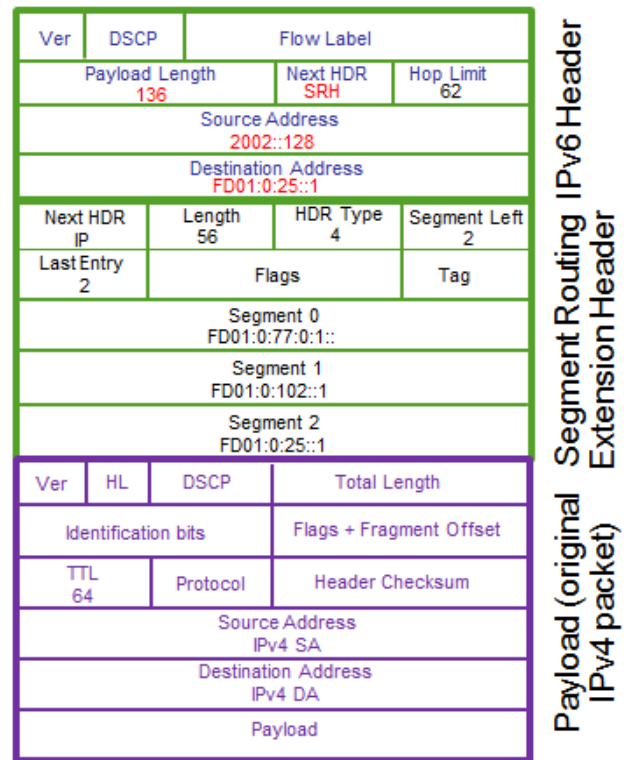 Ver DSCP Flow Label
Payload Length Next HDR Hop Limit
136 SRH 62
Source Address
2002::128
Destination Address
FD01:0:25::1
Next HDR Length HDR Type Segment Left
IP 56 4 2
Last Entry Flags Tag
2
Segment 0
FD01:0:77:0:1::
Segment 1
FD01:0:102::1
Segment 2
FD01:0:25::1
Ver HL DSCP Total Length
Identification bits Flags + Fragment Offset
TTL Protocol Header Checksum
64
Source Address
IPv4 SA
Destination Address
IPv4 DA
Payload
IPv6 Header
Segment Routing
Extension Header
Payload (original
IPv4 packet)